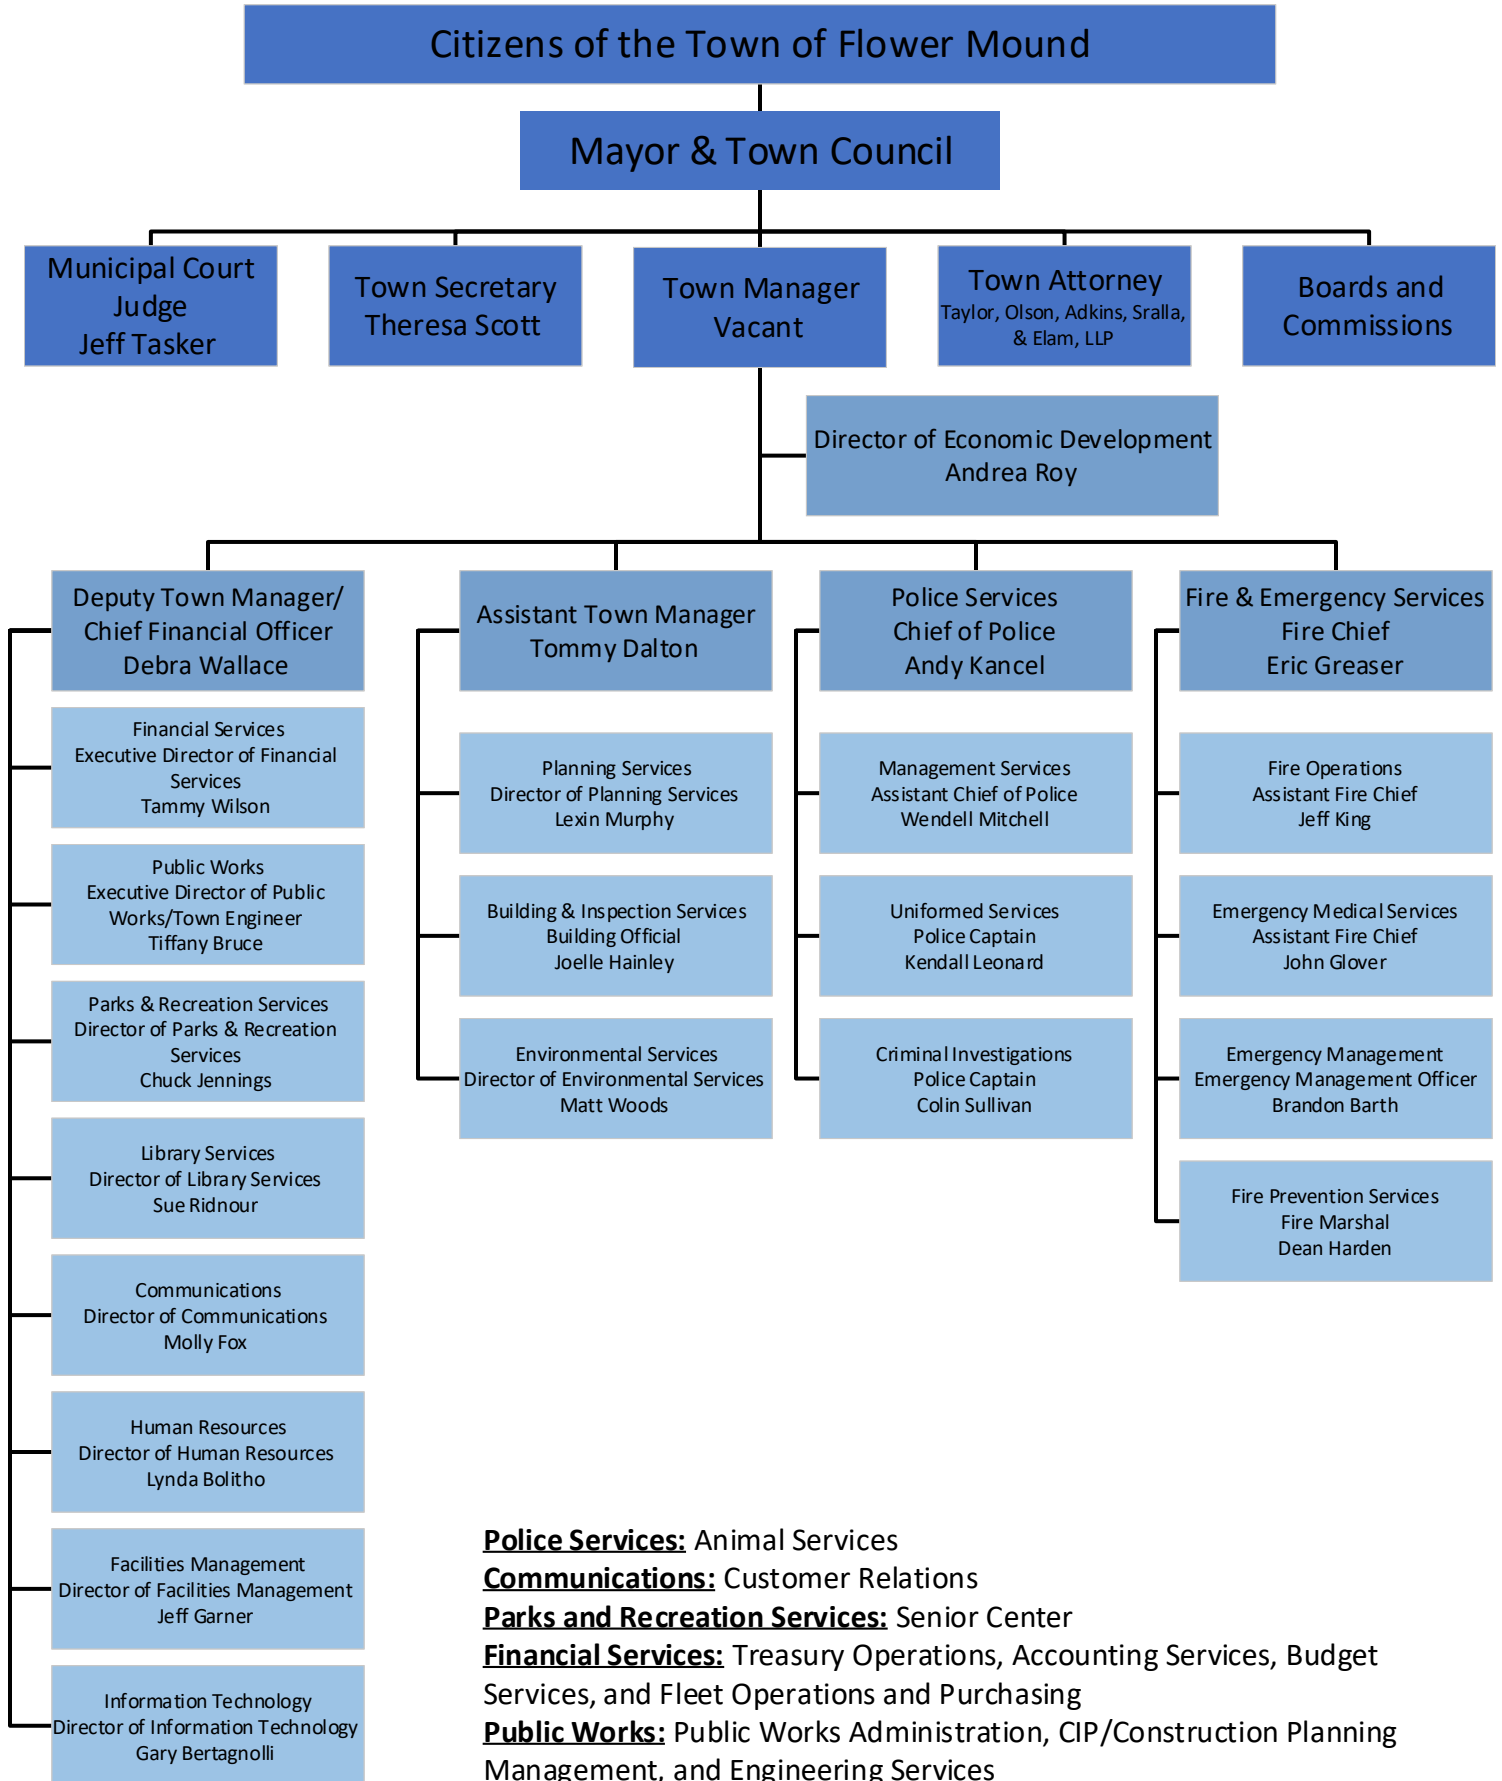 Citizens of the Town of Flower Mound
Mayor & Town Council
Municipal Court
Judge
Jeff Tasker
Town Secretary
Theresa Scott
Town Manager
Vacant
Town Attorney
Taylor, Olson, Adkins, Sralla,
& Elam, LLP
Boards and
Commissions
Director of Economic Development
Andrea Roy
Deputy Town Manager/
Chief Financial Officer
Debra Wallace
Financial Services
Executive Director of Financial
Services
Tammy Wilson
Public Works
Executive Director of Public
Works/Town Engineer
Tiffany Bruce
Parks & Recreation Services
Director of Parks & Recreation
Services
Chuck Jennings
Library Services
Director of Library Services
Sue Ridnour
Communications
Director of Communications
Molly Fox
Human Resources
Director of Human Resources
Lynda Bolitho
Facilities Management
Director of Facilities Management
Jeff Garner
Information Technology
Director of Information Technology
Gary Bertagnolli
Assistant Town Manager
Tommy Dalton
Planning Services
Director of Planning Services
Lexin Murphy
Building & Inspection Services
Building Official
Joelle Hainley
Environmental Services
Director of Environmental Services
Matt Woods
Police Services
Chief of Police
Andy Kancel
Management Services
Assistant Chief of Police
Wendell Mitchell
Uniformed Services
Police Captain
Kendall Leonard
Criminal Investigations
Police Captain
Colin Sullivan
Fire & Emergency Services
Fire Chief
Eric Greaser
Fire Operations
Assistant Fire Chief
Jeff King
Emergency Medical Services
Assistant Fire Chief
John Glover
Emergency Management
Emergency Management Officer
Brandon Barth
Fire Prevention Services
Fire Marshal
Dean Harden
Police Services: Animal Services
Communications: Customer Relations
Parks and Recreation Services: Senior Center
Financial Services: Treasury Operations, Accounting Services, Budget
Services, and Fleet Operations and Purchasing
Public Works: Public Works Administration, CIP/Construction Planning
Management, and Engineering Services